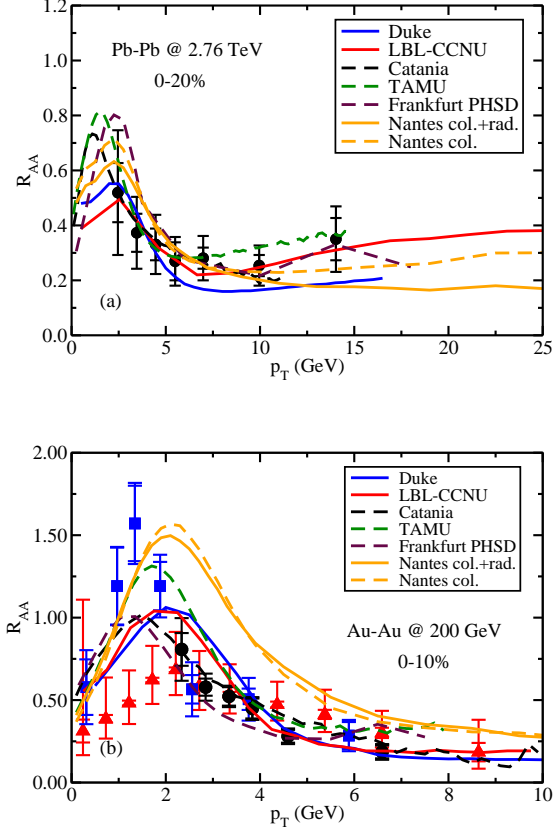 1.2
1.0
0.8
0.6
0.4
0.2
0.0
R_AA
Pb-Pb @ 2.76 TeV
0-20%
Duke
LBL-CCNU
Catania
TAMU
Frankfurt PHSD
Nantes col.+rad.
Nantes col.
(a)
0 5 10 15 20 25
p_T (GeV)
2.00
1.50
1.00
0.50
0.00
R_AA
Duke
LBL-CCNU
Catania
TAMU
Frankfurt PHSD
Nantes col.+rad.
Nantes col.
Au-Au @ 200 GeV
0-10%
(b)
0 2 4 6 8 10
p_T (GeV)